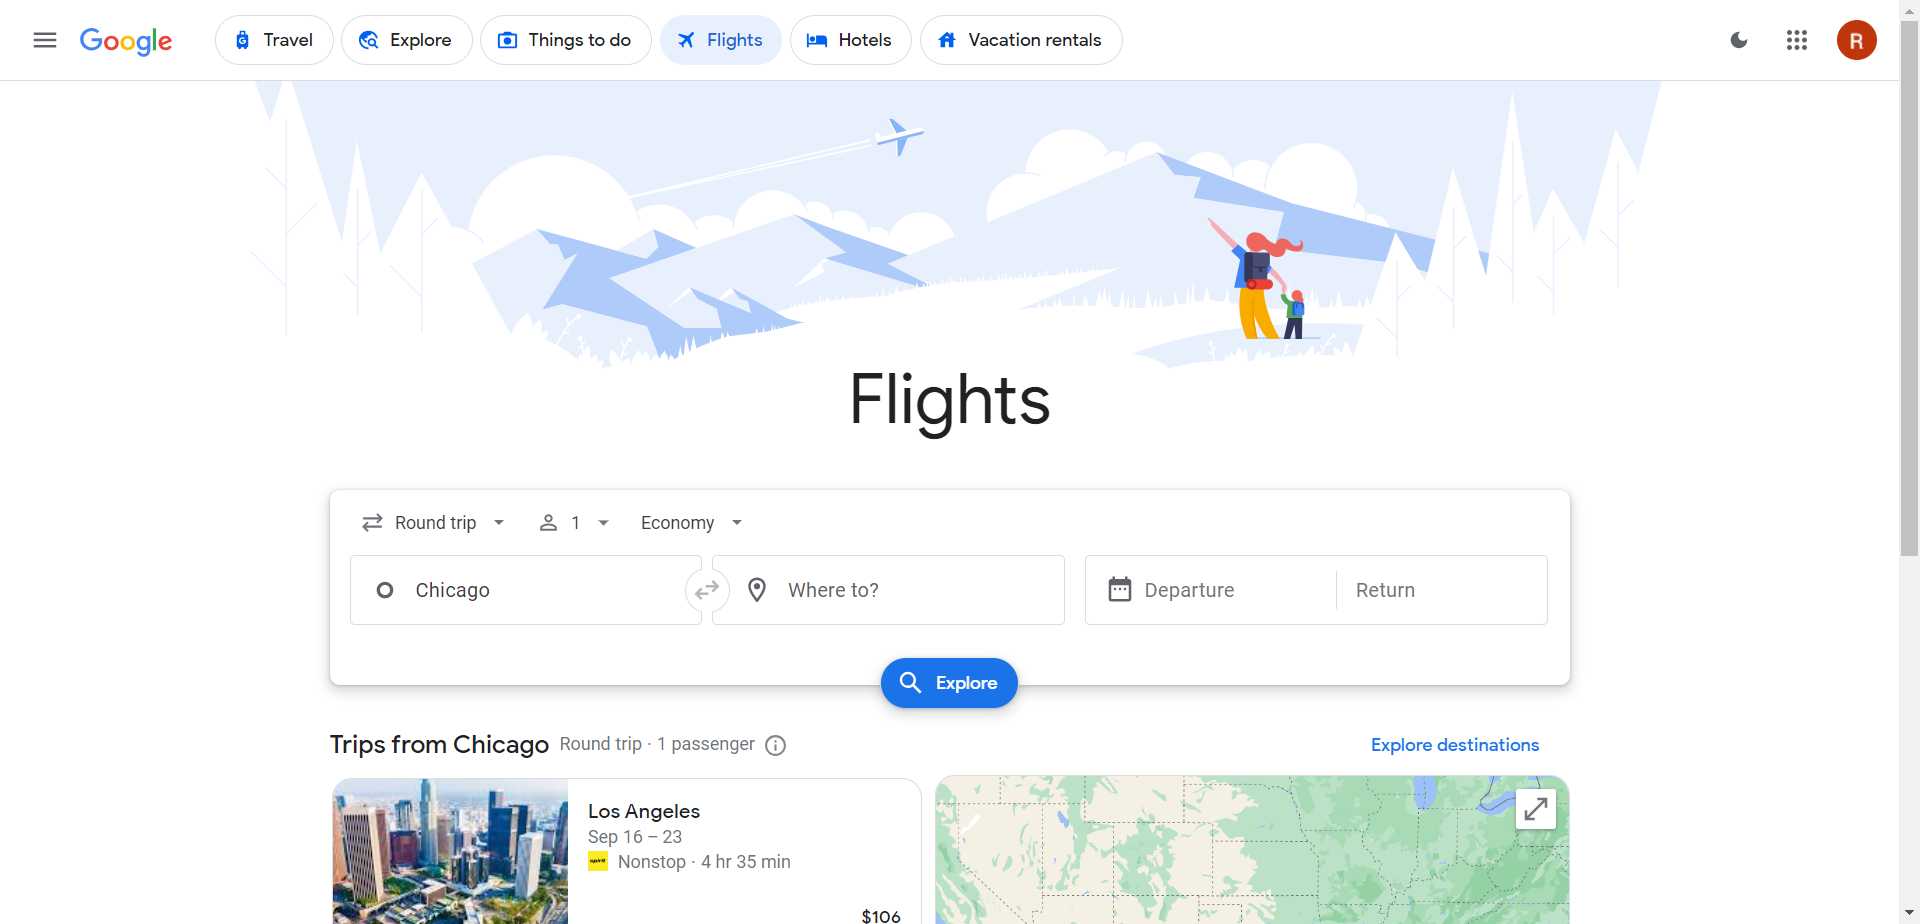 Google
Travel
Explore
Things to do
Flights
Hotels
Vacation rentals
R
Flights
Round trip
1
Economy
Chicago
Where to?
Departure
Return
Explore
Trips from Chicago
Round trip · 1 passenger
Explore destinations
Los Angeles
Sep 16 – 23
spirit
Nonstop · 4 hr 35 min
$106